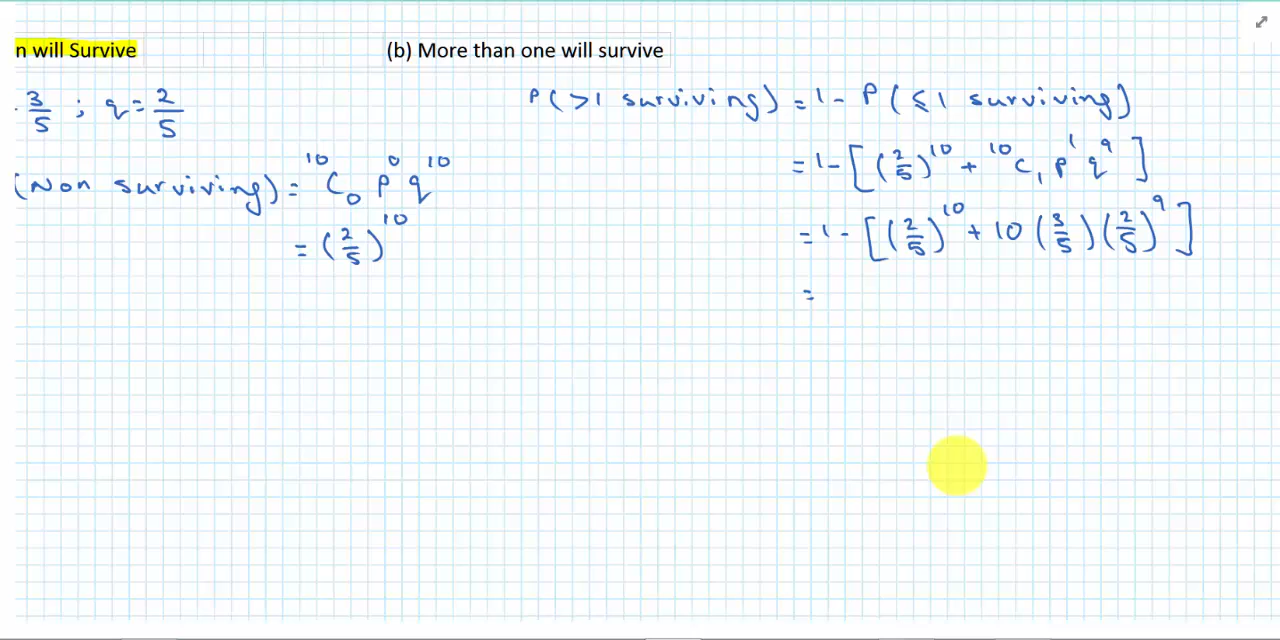 n will Survive
(b) More than one will survive
. 3/5 ; q = 2/5
(Non surviving) = ¹⁰C₀ p⁰ q¹⁰
= (2/5)¹⁰
P(>1 surviving) = 1 - P(≤1 surviving)
= 1 - [(2/5)¹⁰ + ¹⁰C₁ p¹ q⁹]
= 1 - [(2/5)¹⁰ + 10 (3/5)(2/5)⁹]
=